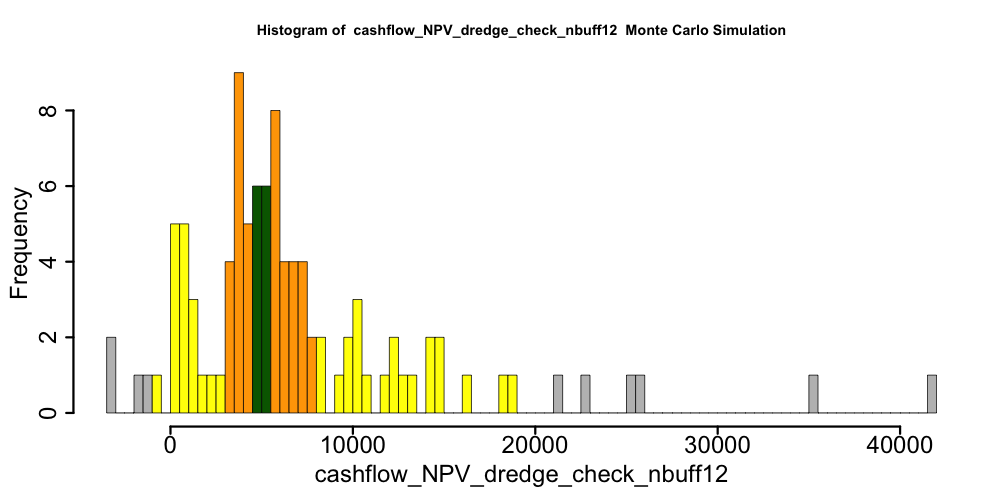 Histogram of cashflow_NPV_dredge_check_nbuff12 Monte Carlo Simulation
Frequency
8
6
4
2
0
0 10000 20000 30000 40000
cashflow_NPV_dredge_check_nbuff12